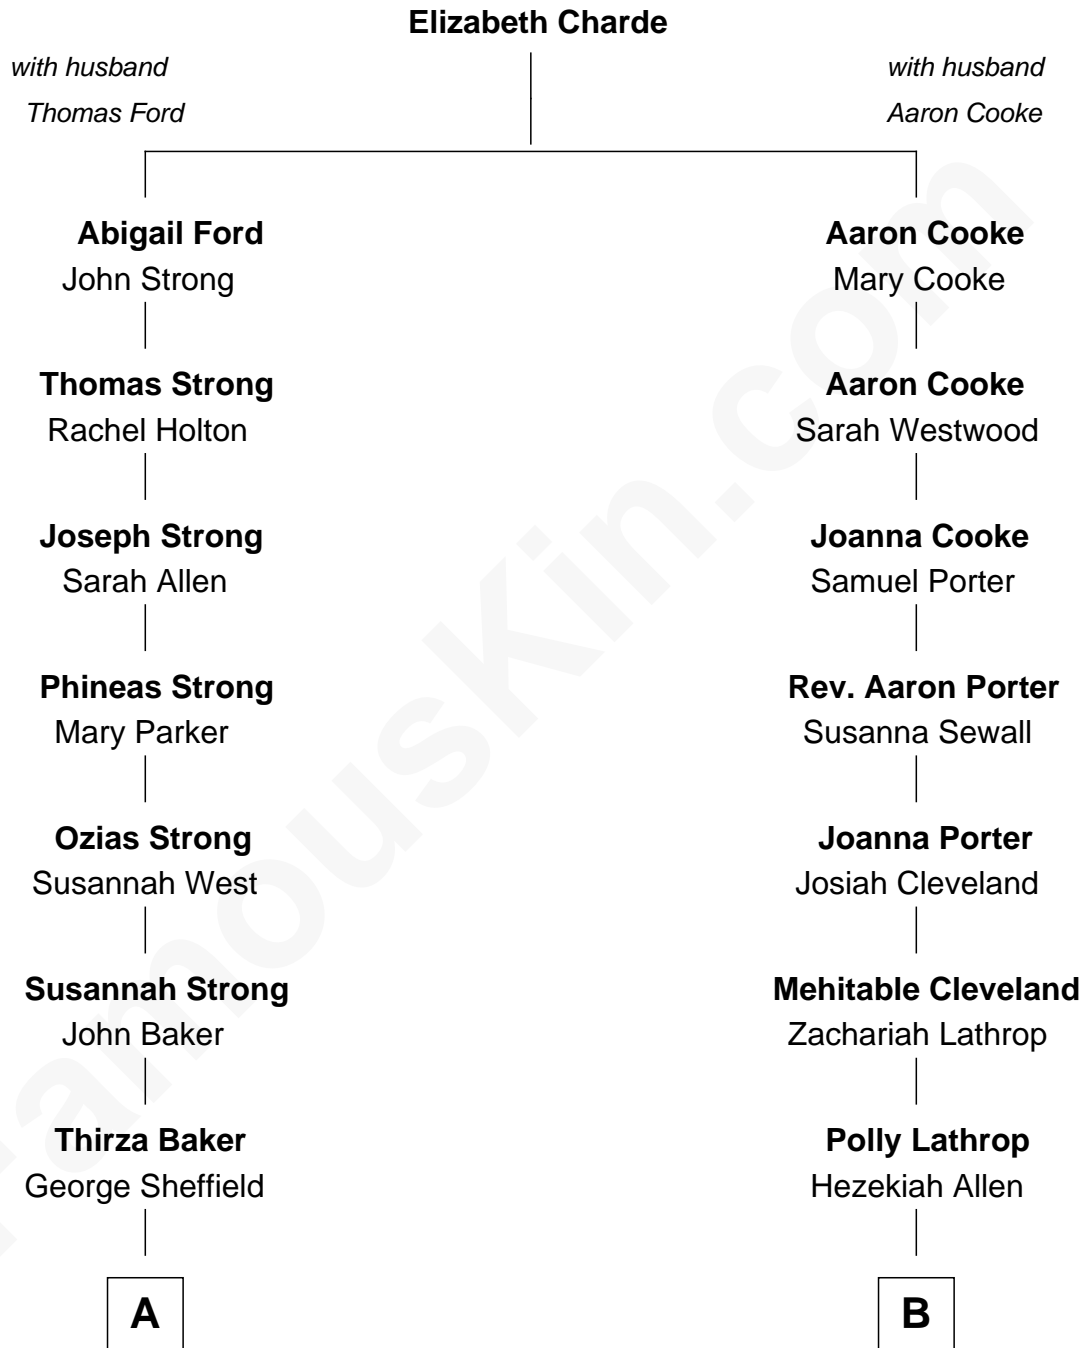 Elizabeth Charde
with husband
Thomas Ford
with husband
Aaron Cooke
Abigail Ford
John Strong
Aaron Cooke
Mary Cooke
Thomas Strong
Rachel Holton
Aaron Cooke
Sarah Westwood
Joseph Strong
Sarah Allen
Joanna Cooke
Samuel Porter
Phineas Strong
Mary Parker
Rev. Aaron Porter
Susanna Sewall
Ozias Strong
Susannah West
Joanna Porter
Josiah Cleveland
Susannah Strong
John Baker
Mehitable Cleveland
Zachariah Lathrop
Thirza Baker
George Sheffield
Polly Lathrop
Hezekiah Allen
A
B
FamousKin.com